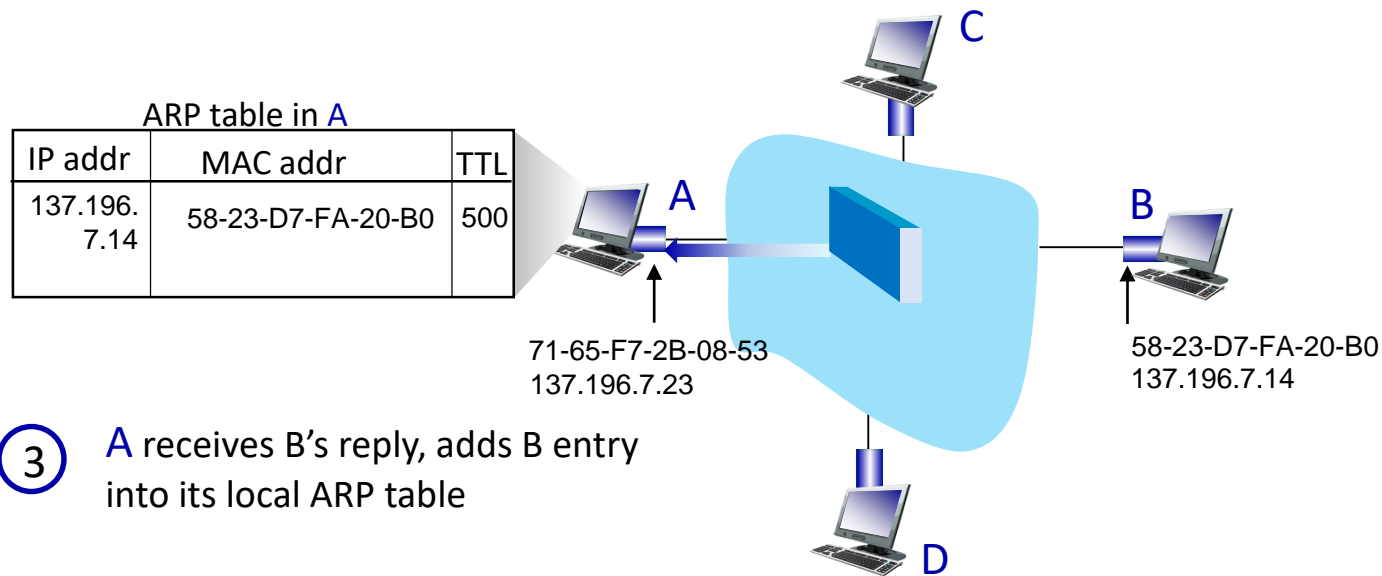 C
ARP table in A
IP addr MAC addr TTL
137.196.
7.14
58-23-D7-FA-20-B0 500
A
B
71-65-F7-2B-08-53
137.196.7.23
58-23-D7-FA-20-B0
137.196.7.14
3
A receives B's reply, adds B entry
into its local ARP table
D